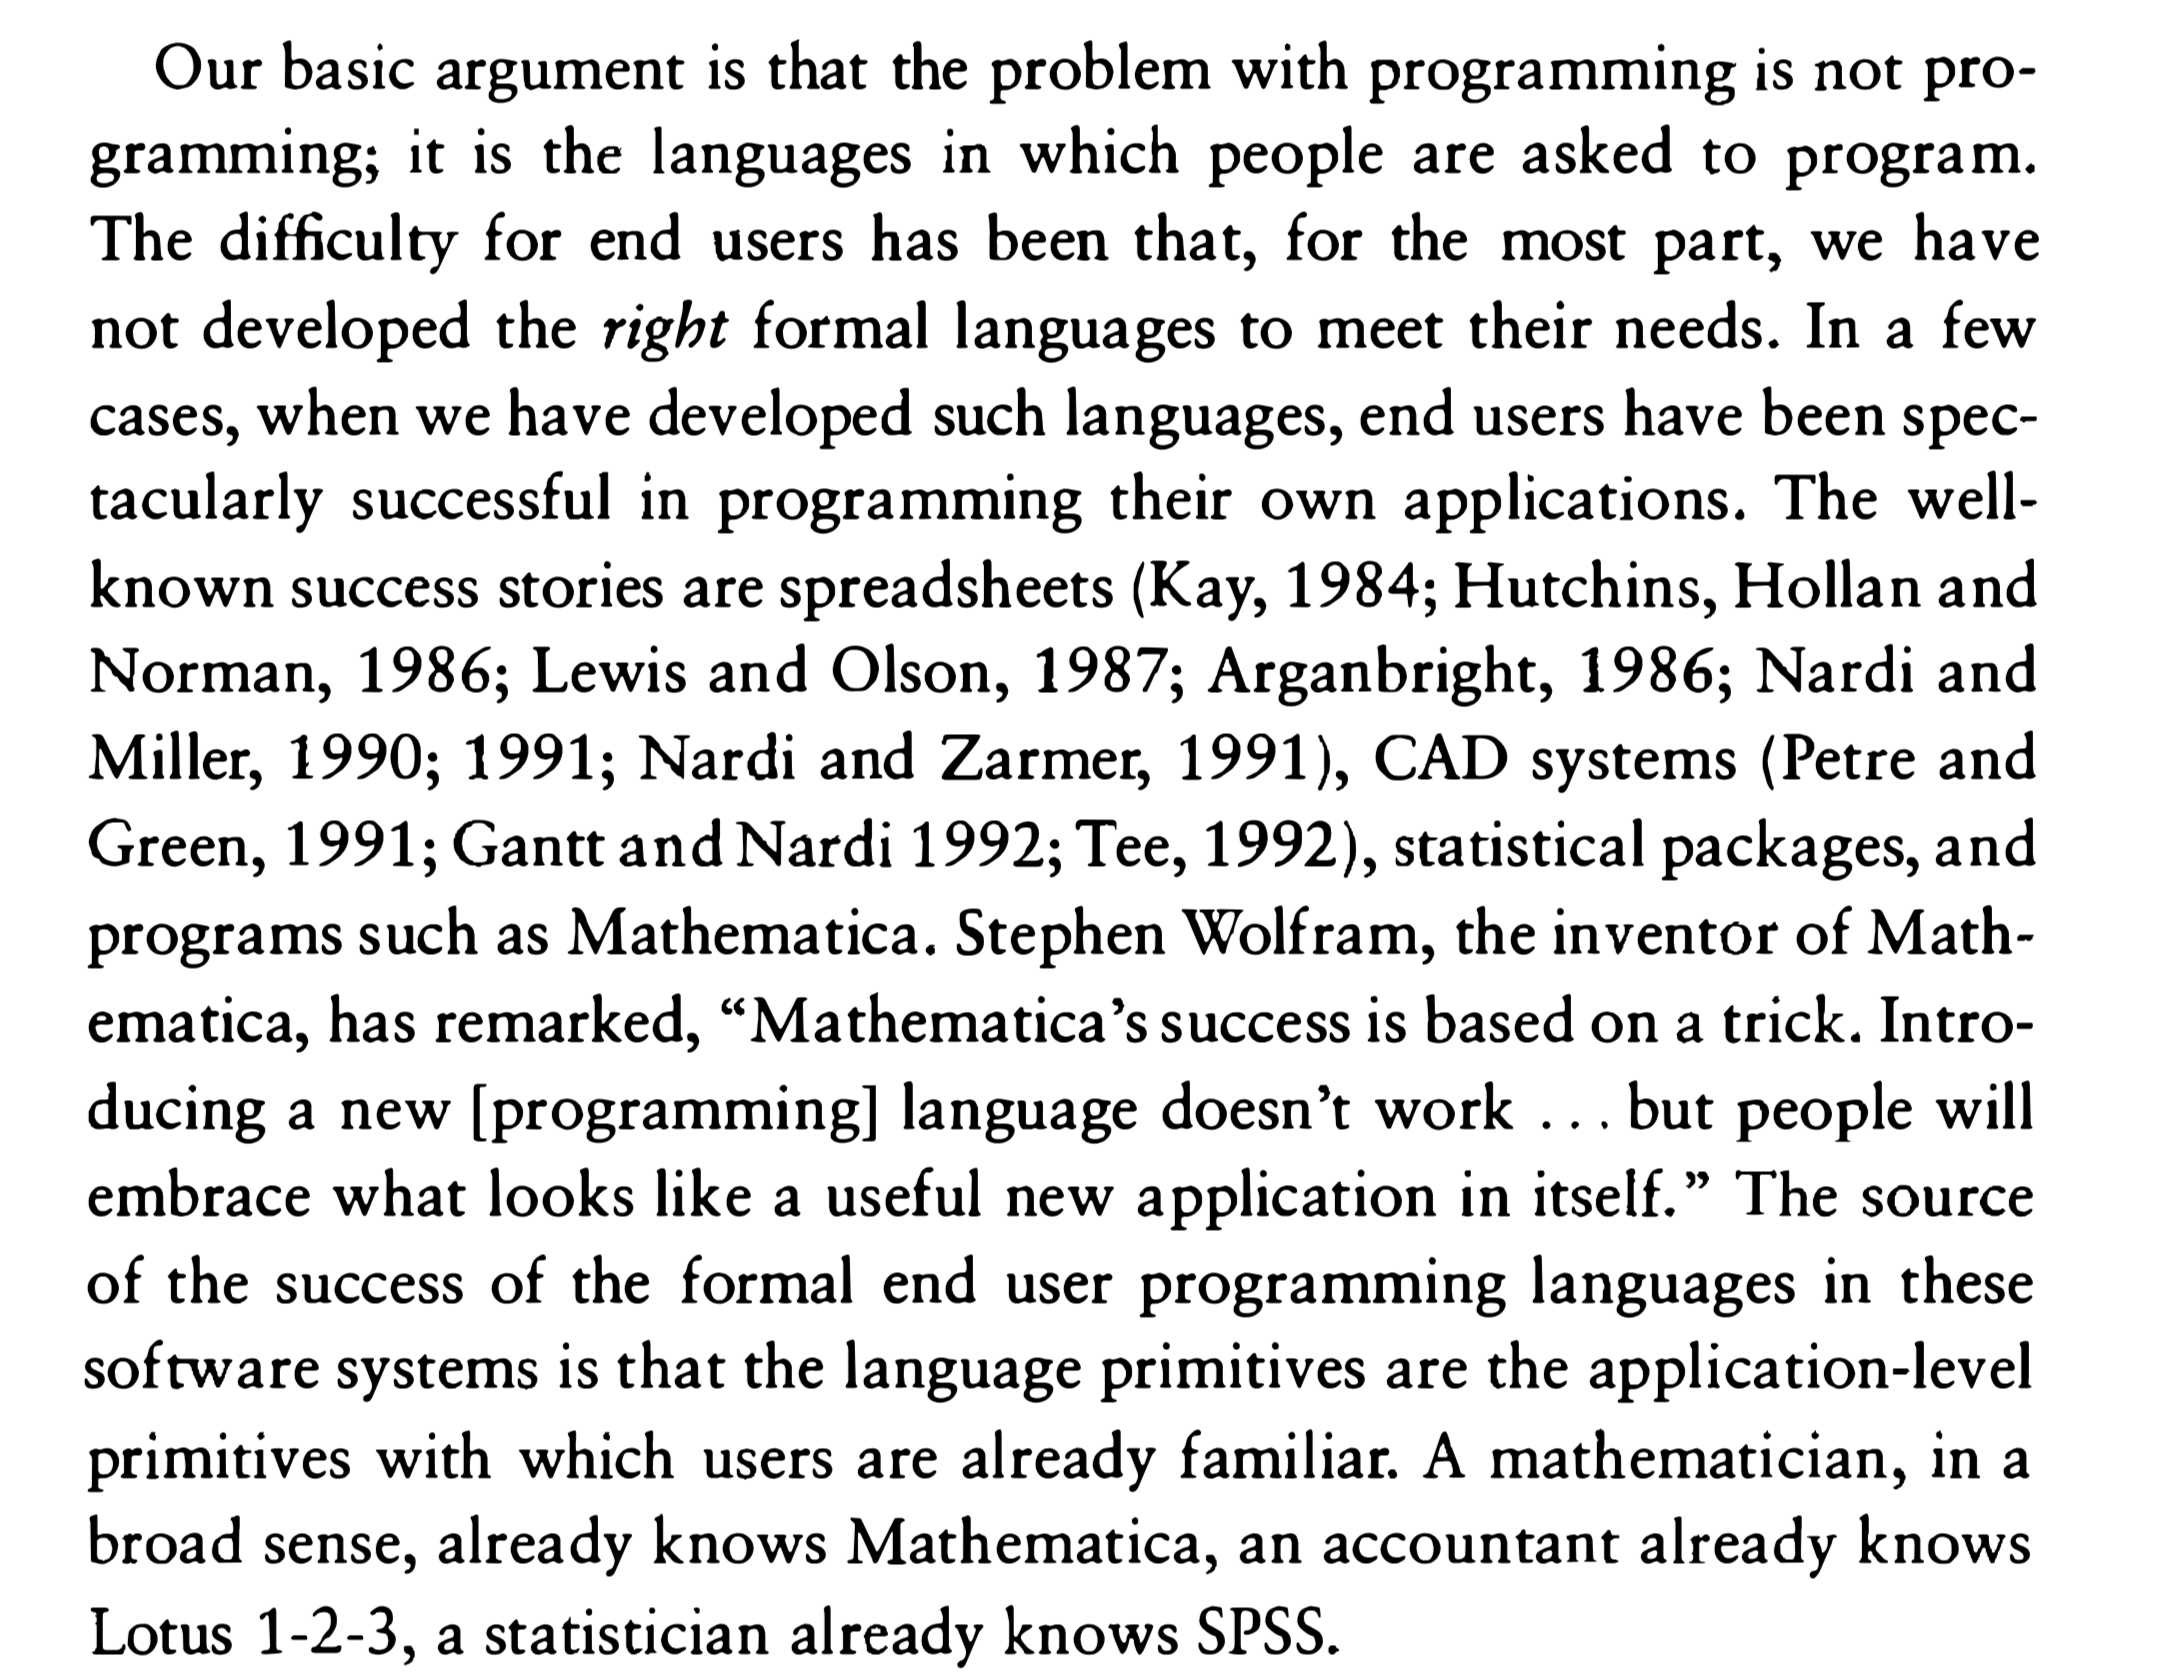 Our basic argument is that the problem with programming is not pro-
gramming; it is the languages in which people are asked to program.
The difficulty for end users has been that, for the most part, we have
not developed the right formal languages to meet their needs. In a few
cases, when we have developed such languages, end users have been spec-
tacularly successful in programming their own applications. The well-
known success stories are spreadsheets (Kay, 1984; Hutchins, Hollan and
Norman, 1986; Lewis and Olson, 1987; Arganbright, 1986; Nardi and
Miller, 1990; 1991; Nardi and Zarmer, 1991), CAD systems (Petre and
Green, 1991; Gantt and Nardi 1992; Tee, 1992), statistical packages, and
programs such as Mathematica. Stephen Wolfram, the inventor of Math-
ematica, has remarked, “Mathematica’s success is based on a trick. Intro-
ducing a new [programming] language doesn’t work ... but people will
embrace what looks like a useful new application in itself.” The source
of the success of the formal end user programming languages in these
software systems is that the language primitives are the application-level
primitives with which users are already familiar. A mathematician, in a
broad sense, already knows Mathematica, an accountant already knows
Lotus 1-2-3, a statistician already knows SPSS.